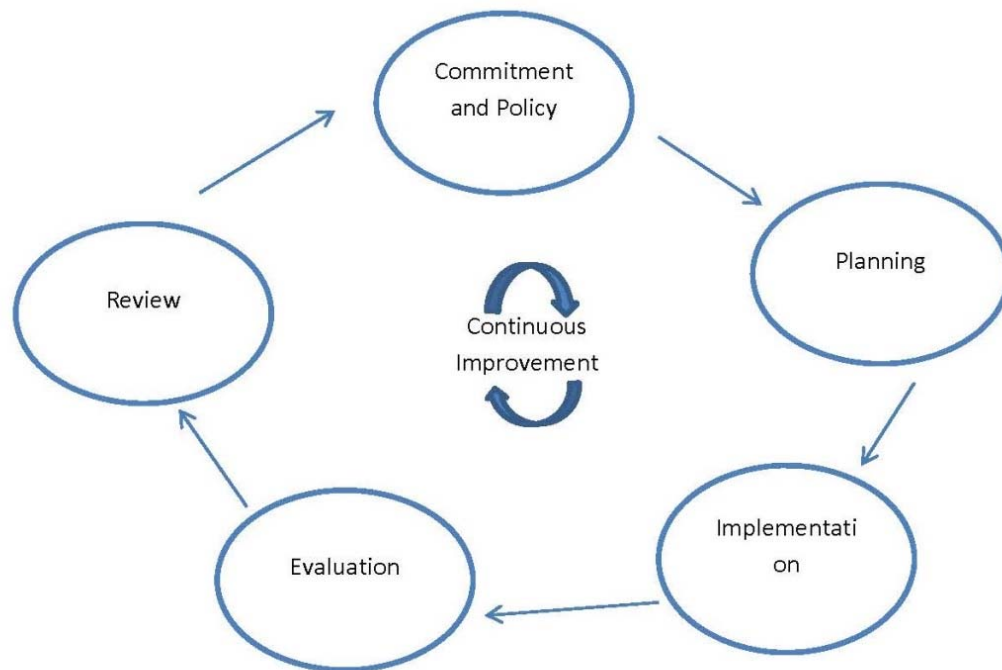 Commitment
and Policy
Planning
Review
Continuous
Improvement
Implementati
on
Evaluation